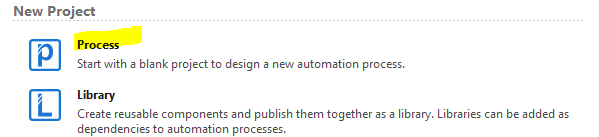 New Project
Process
Start with a blank project to design a new automation process.
Library
Create reusable components and publish them together as a library. Libraries can be added as
dependencies to automation processes.